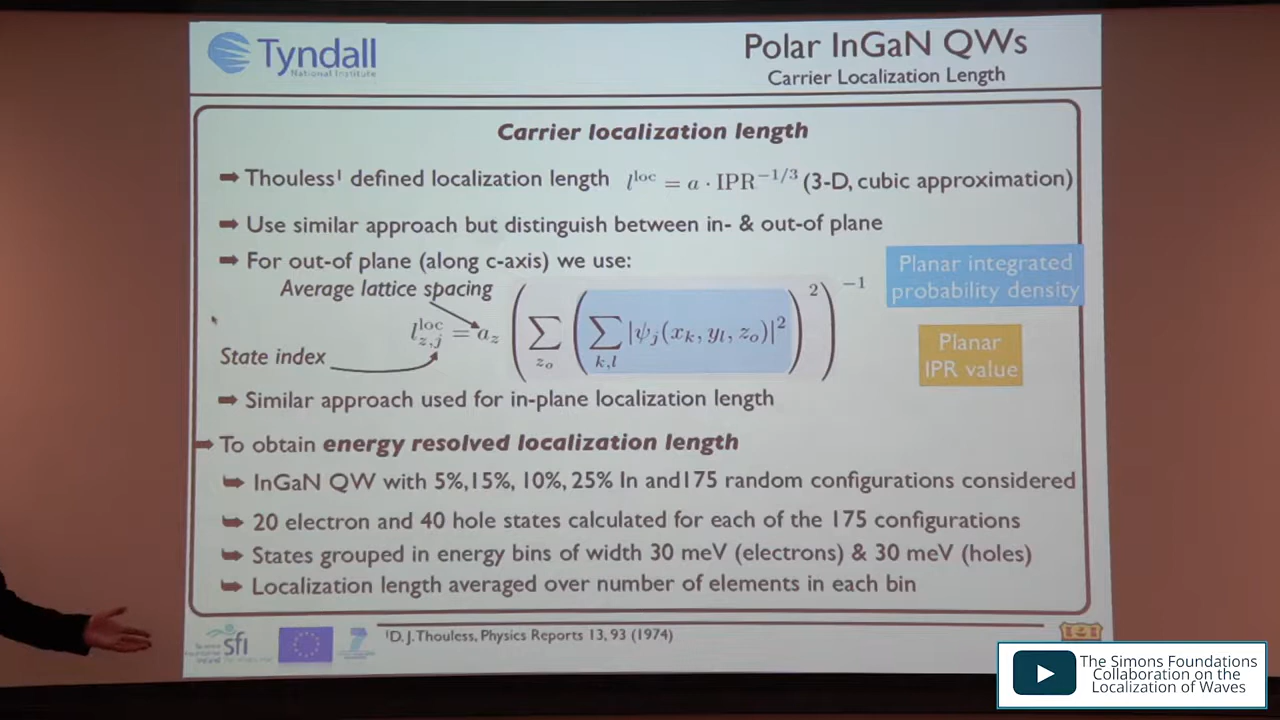 Tyndall
National Institute
Polar InGaN QWs
Carrier Localization Length
Carrier localization length
➡ Thouless¹ defined localization length l^loc = a · IPR^−1/3 (3-D, cubic approximation)
➡ Use similar approach but distinguish between in- & out-of plane
➡ For out-of plane (along c-axis) we use:
Average lattice spacing
Planar integrated
probability density
l^loc_z,j = a_z ( ∑_z₀ ( ∑_k,l |ψ_j(x_k, y_l, z_o)|² )² )^−1
State index
Planar
IPR value
➡ Similar approach used for in-plane localization length
➡ To obtain energy resolved localization length
InGaN QW with 5%,15%, 10%, 25% In and175 random configurations considered
20 electron and 40 hole states calculated for each of the 175 configurations
States grouped in energy bins of width 30 meV (electrons) & 30 meV (holes)
Localization length averaged over number of elements in each bin
sfi
¹D. J. Thouless, Physics Reports 13, 93 (1974)
The Simons Foundations
Collaboration on the
Localization of Waves